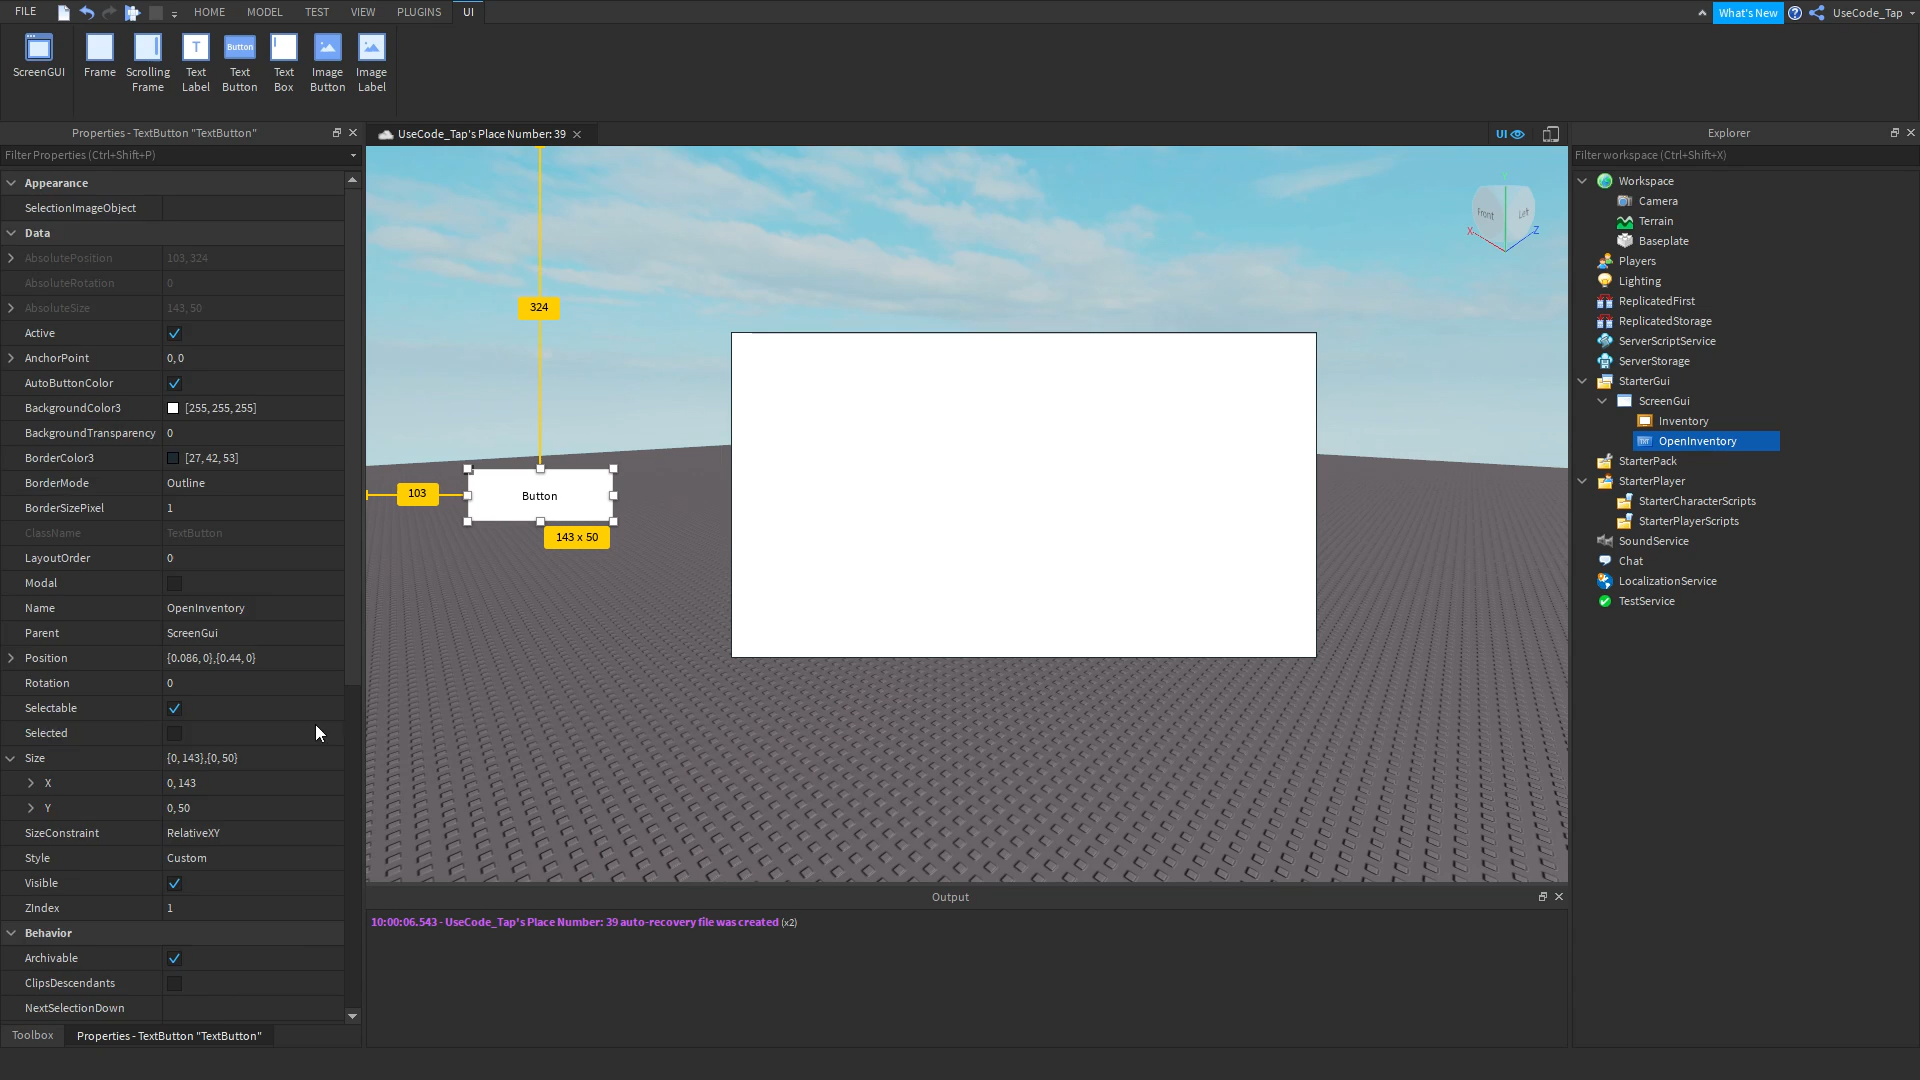 FILE
HOME
MODEL
TEST
VIEW
PLUGINS
UI
What's New
UseCode_Tap
ScreenGUI
Frame
Scrolling
Frame
T
Text
Label
Button
Text
Button
Text
Box
Image
Button
Image
Label
Properties - TextButton "TextButton"
Filter Properties (Ctrl+Shift+P)
Appearance
SelectionImageObject
Data
AbsolutePosition 103, 324
AbsoluteRotation 0
AbsoluteSize 143, 50
Active
AnchorPoint 0, 0
AutoButtonColor
BackgroundColor3 [255, 255, 255]
BackgroundTransparency 0
BorderColor3 [27, 42, 53]
BorderMode Outline
BorderSizePixel 1
ClassName TextButton
LayoutOrder 0
Modal
Name OpenInventory
Parent ScreenGui
Position {0.086, 0},{0.44, 0}
Rotation 0
Selectable
Selected
Size {0, 143},{0, 50}
X 0, 143
Y 0, 50
SizeConstraint RelativeXY
Style Custom
Visible
ZIndex 1
Behavior
Archivable
ClipsDescendants
NextSelectionDown
Toolbox
Properties - TextButton "TextButton"
UseCode_Tap's Place Number: 39
UI
324
103
Button
143 x 50
Front
Left
Y
X
Z
Output
10:00:06.543 - UseCode_Tap's Place Number: 39 auto-recovery file was created (x2)
Explorer
Filter workspace (Ctrl+Shift+X)
Workspace
Camera
Terrain
Baseplate
Players
Lighting
ReplicatedFirst
ReplicatedStorage
ServerScriptService
ServerStorage
StarterGui
ScreenGui
Inventory
OpenInventory
StarterPack
StarterPlayer
StarterCharacterScripts
StarterPlayerScripts
SoundService
Chat
LocalizationService
TestService